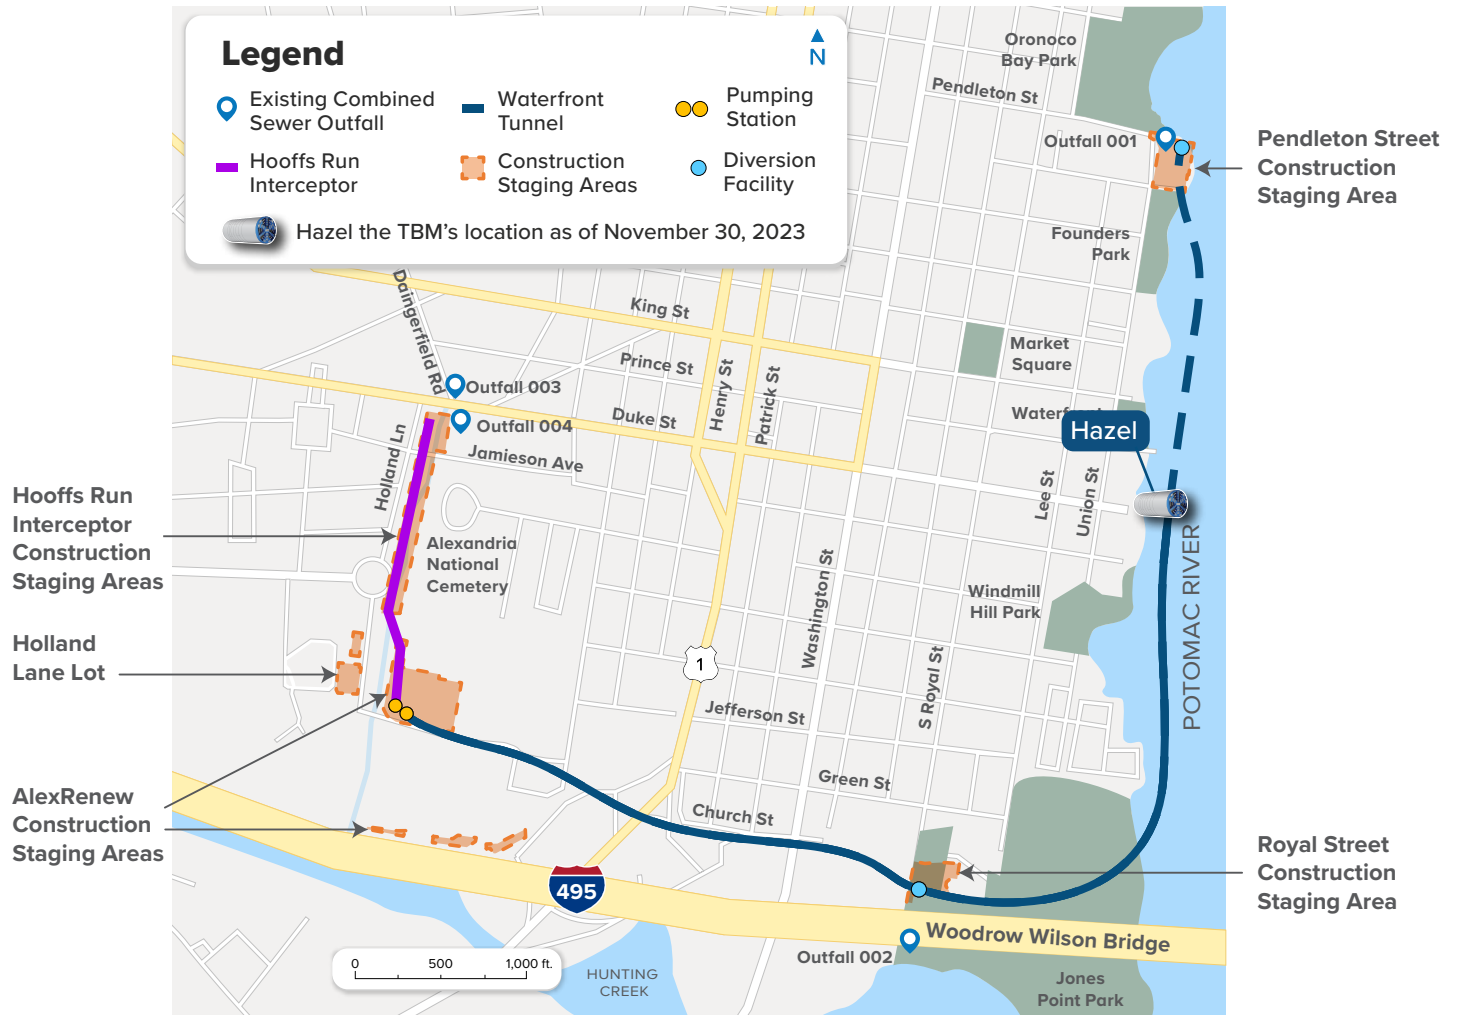 Legend
N
Existing Combined
Sewer Outfall
Waterfront
Tunnel
Pumping
Station
Hooffs Run
Interceptor
Construction
Staging Areas
Diversion
Facility
Hazel the TBM's location as of November 30, 2023
Oronoco
Bay Park
Pendleton St
Outfall 001
Pendleton Street
Construction
Staging Area
Founders
Park
Daingerfield Rd
King St
Prince St
Market
Square
Henry St
Patrick St
Outfall 003
Duke St
Outfall 004
Hazel
Jamieson Ave
Holland Ln
Lee St
Union St
Hooffs Run
Interceptor
Construction
Staging Areas
Alexandria
National
Cemetery
Washington St
Windmill
Hill Park
POTOMAC RIVER
Holland
Lane Lot
1
S Royal St
Jefferson St
Green St
Church St
AlexRenew
Construction
Staging Areas
Royal Street
Construction
Staging Area
495
Woodrow Wilson Bridge
Outfall 002
0 500 1,000 ft.
HUNTING
CREEK
Jones
Point Park